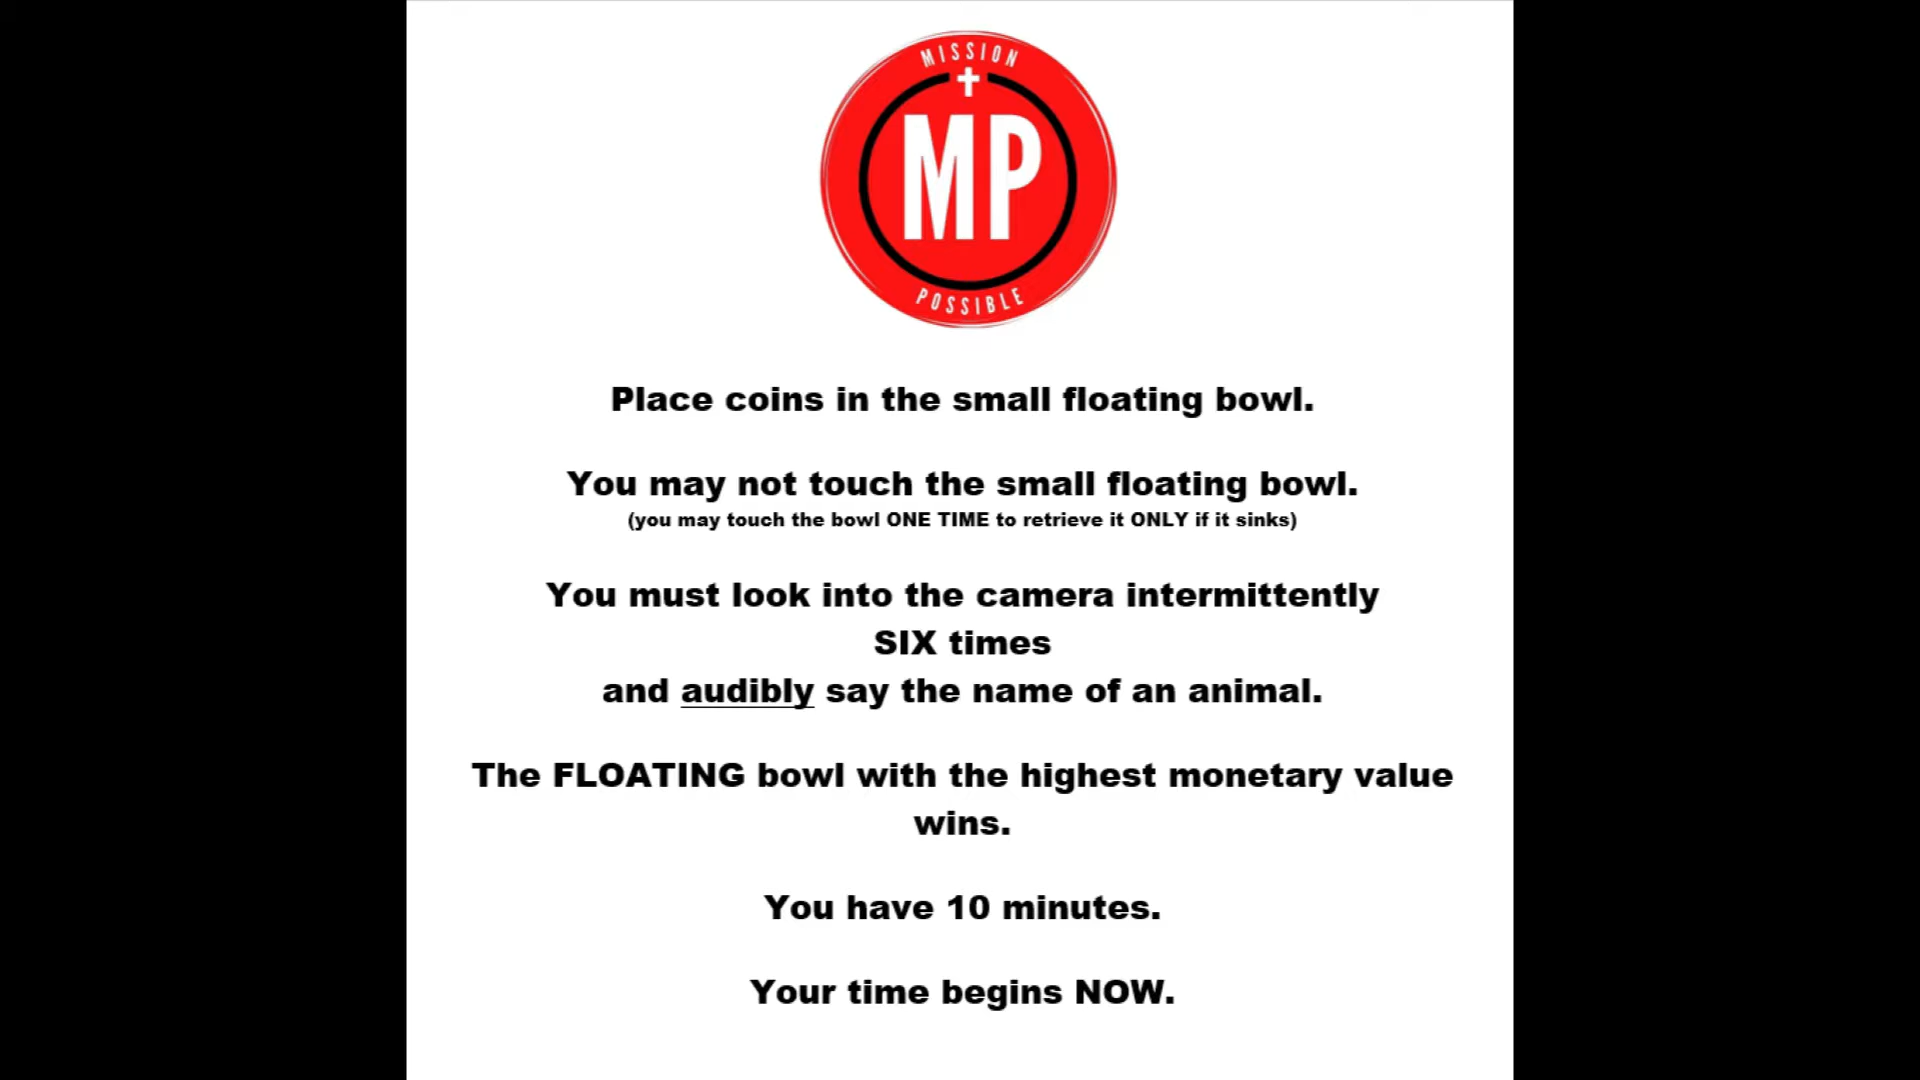 MISSION
MP
POSSIBLE
Place coins in the small floating bowl.
You may not touch the small floating bowl.
(you may touch the bowl ONE TIME to retrieve it ONLY if it sinks)
You must look into the camera intermittently
SIX times
and audibly say the name of an animal.
The FLOATING bowl with the highest monetary value
wins.
You have 10 minutes.
Your time begins NOW.